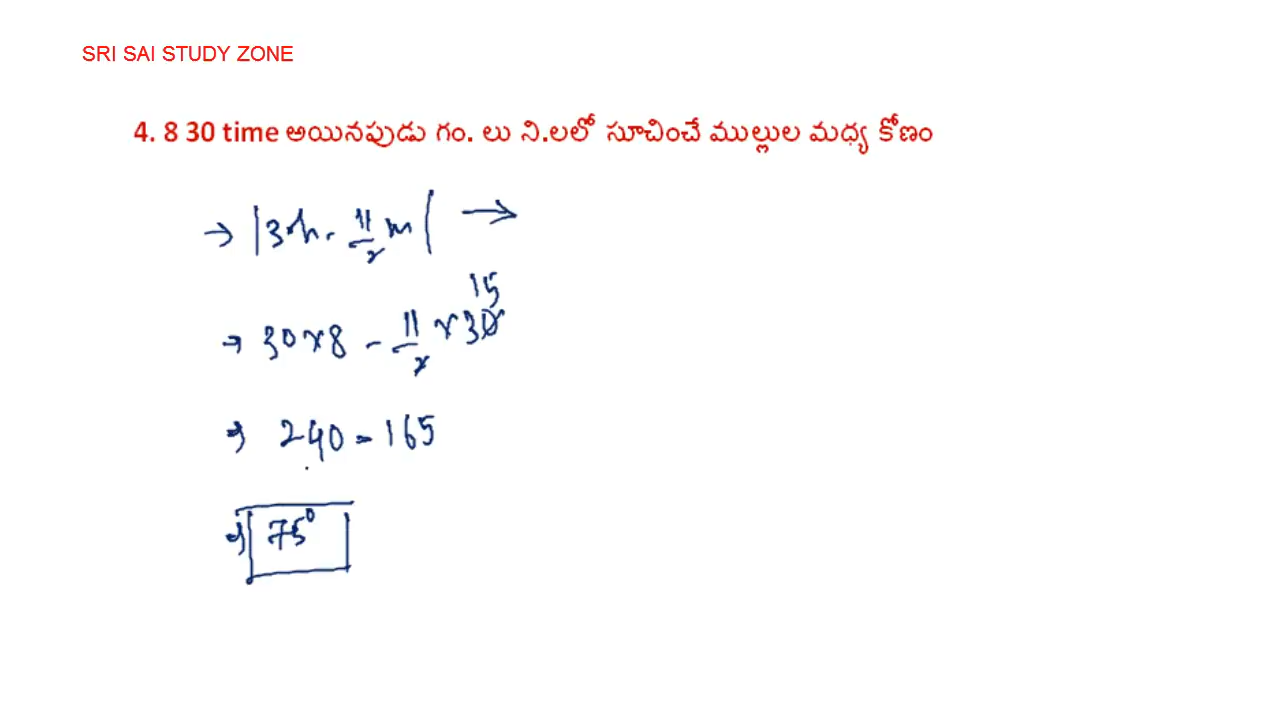 SRI SAI STUDY ZONE
4. 8 30 time అయినపుడు గం. లు ని.లలో సూచించే ముల్లుల మధ్య కోణం
→ |30h - 11/2 m| →
15
⇒ 30×8 - 11/2 × 30
⇒ 240 - 165
⇒ 75°